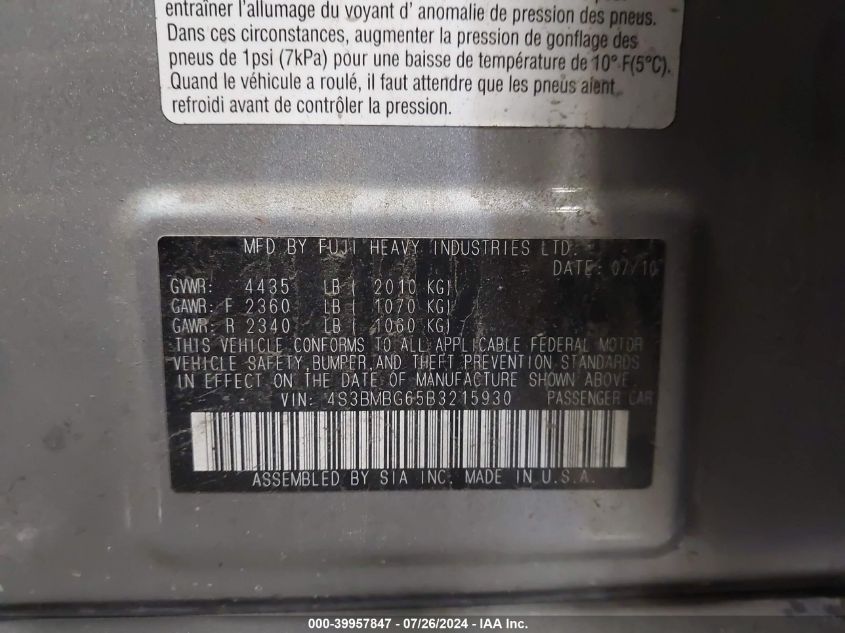 entraîner l'allumage du voyant d' anomalie de pression des pneus.
Dans ces circonstances, augmenter la pression de gonflage des
pneus de 1psi (7kPa) pour une baisse de température de 10° F(5°C).
Quand le véhicule a roulé, il faut attendre que les pneus aient
refroidi avant de contrôler la pression.
MFD BY FUJI HEAVY INDUSTRIES LTD.
DATE: 07/10
GVWR: 4435 LB ( 2010 KG)
GAWR: F 2360 LB ( 1070 KG)
GAWR: R 2340 LB ( 1060 KG)
THIS VEHICLE CONFORMS TO ALL APPLICABLE FEDERAL MOTOR
VEHICLE SAFETY,BUMPER,AND THEFT PREVENTION STANDARDS
IN EFFECT ON THE DATE OF MANUFACTURE SHOWN ABOVE.
VIN: 4S3BMBG65B3215930 PASSENGER CAR
ASSEMBLED BY SIA INC. MADE IN U.S.A.
000-39957847 / 07/26/2024 - IAA Inc.